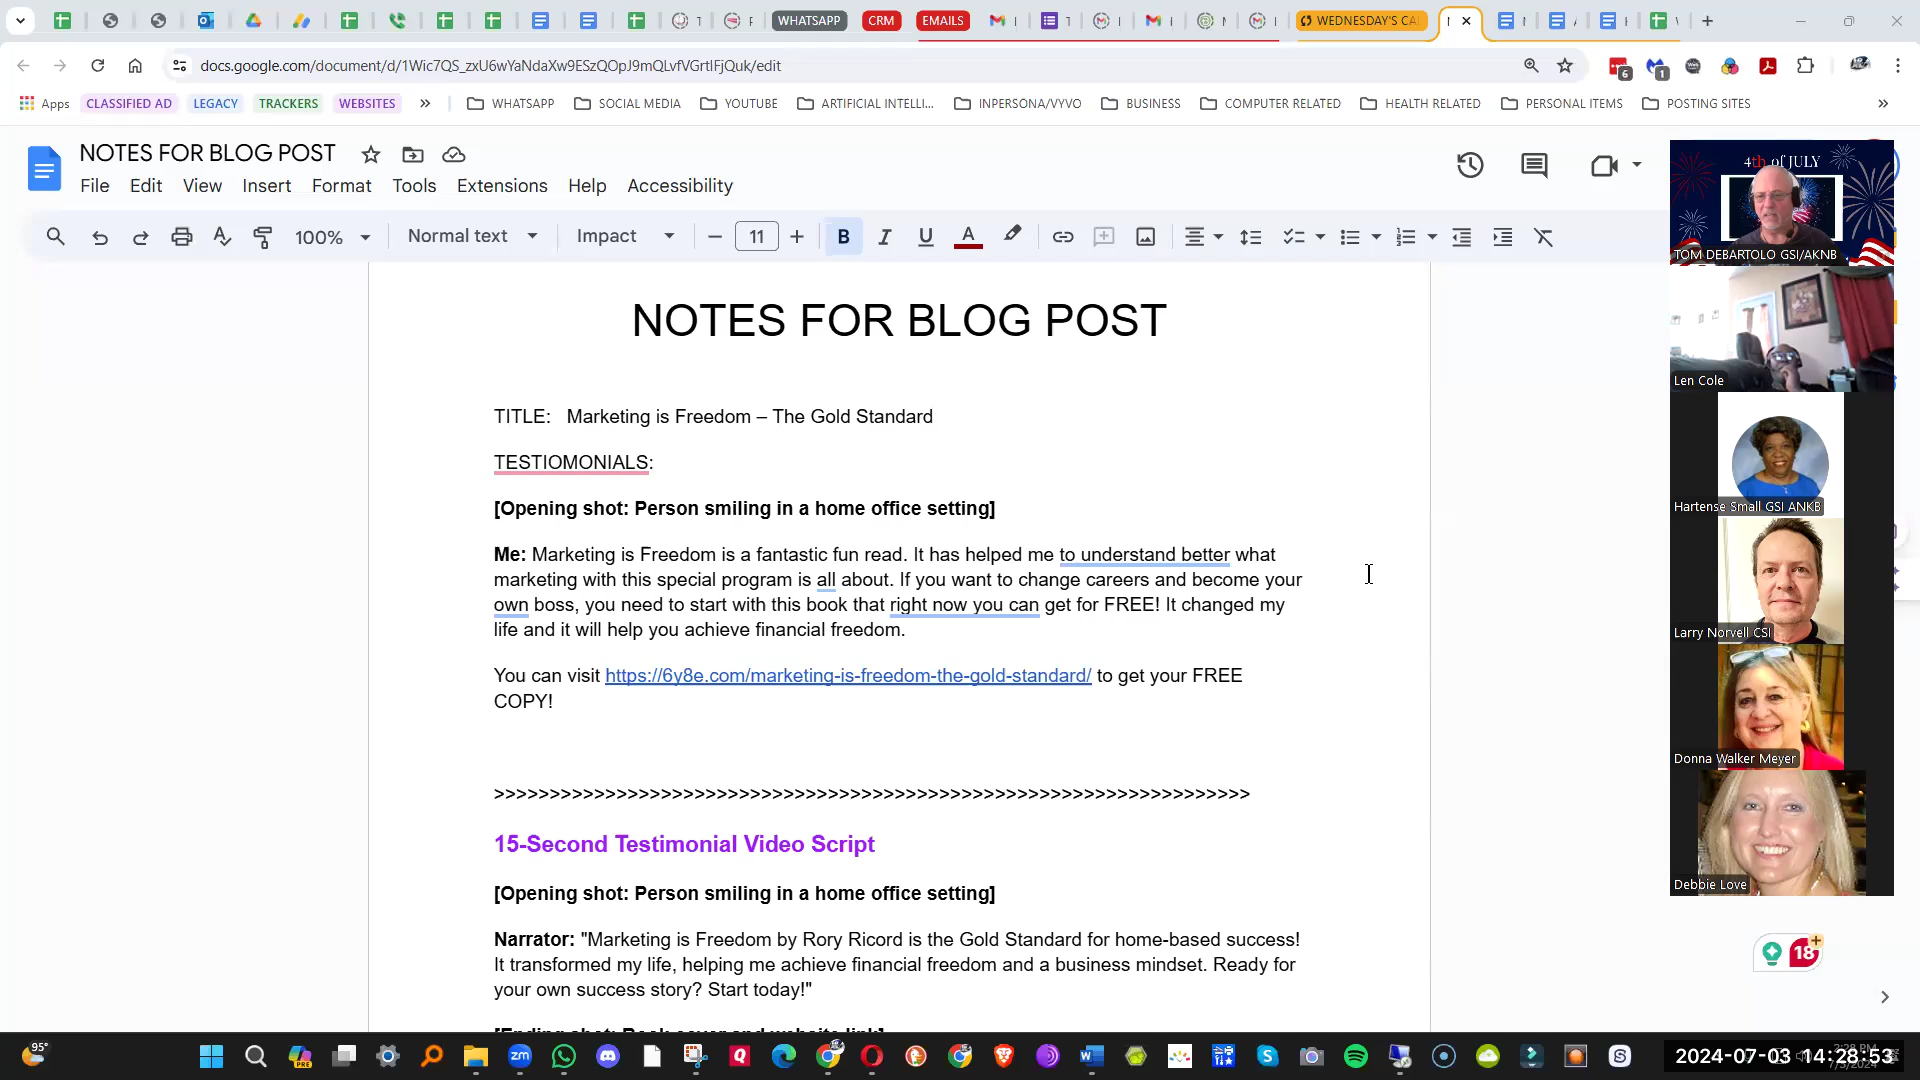 WHATSAPP CRM EMAILS WEDNESDAY'S CA
docs.google.com/document/d/1Wic7QS_zxU6wYaNdaXw9ESzQOpJ9mQLvfVGrtlFjQuk/edit
6 1
Apps CLASSIFIED AD LEGACY TRACKERS WEBSITES WHATSAPP SOCIAL MEDIA YOUTUBE ARTIFICIAL INTELLI... INPERSONA/VYVO BUSINESS COMPUTER RELATED HEALTH RELATED PERSONAL ITEMS POSTING SITES
NOTES FOR BLOG POST
File Edit View Insert Format Tools Extensions Help Accessibility
100% Normal text Impact 11 B I U A
NOTES FOR BLOG POST
TITLE: Marketing is Freedom – The Gold Standard
TESTIOMONIALS:
[Opening shot: Person smiling in a home office setting]
Me: Marketing is Freedom is a fantastic fun read. It has helped me to understand better what
marketing with this special program is all about. If you want to change careers and become your
own boss, you need to start with this book that right now you can get for FREE! It changed my
life and it will help you achieve financial freedom.
You can visit https://6y8e.com/marketing-is-freedom-the-gold-standard/ to get your FREE
COPY!
>>>>>>>>>>>>>>>>>>>>>>>>>>>>>>>>>>>>>>>>>>>>>>>>>>>>>>>>>>>>>>>>>>>>
15-Second Testimonial Video Script
[Opening shot: Person smiling in a home office setting]
Narrator: "Marketing is Freedom by Rory Ricord is the Gold Standard for home-based success!
It transformed my life, helping me achieve financial freedom and a business mindset. Ready for
your own success story? Start today!"
[Ending shot: Book cover and website link]
4th of JULY
TOM DEBARTOLO GSI/AKNB
Len Cole
Hartense Small GSI ANKB
Larry Norvell CSI
Donna Walker Meyer
Debbie Love
18
95°
2024-07-03 14:28:53